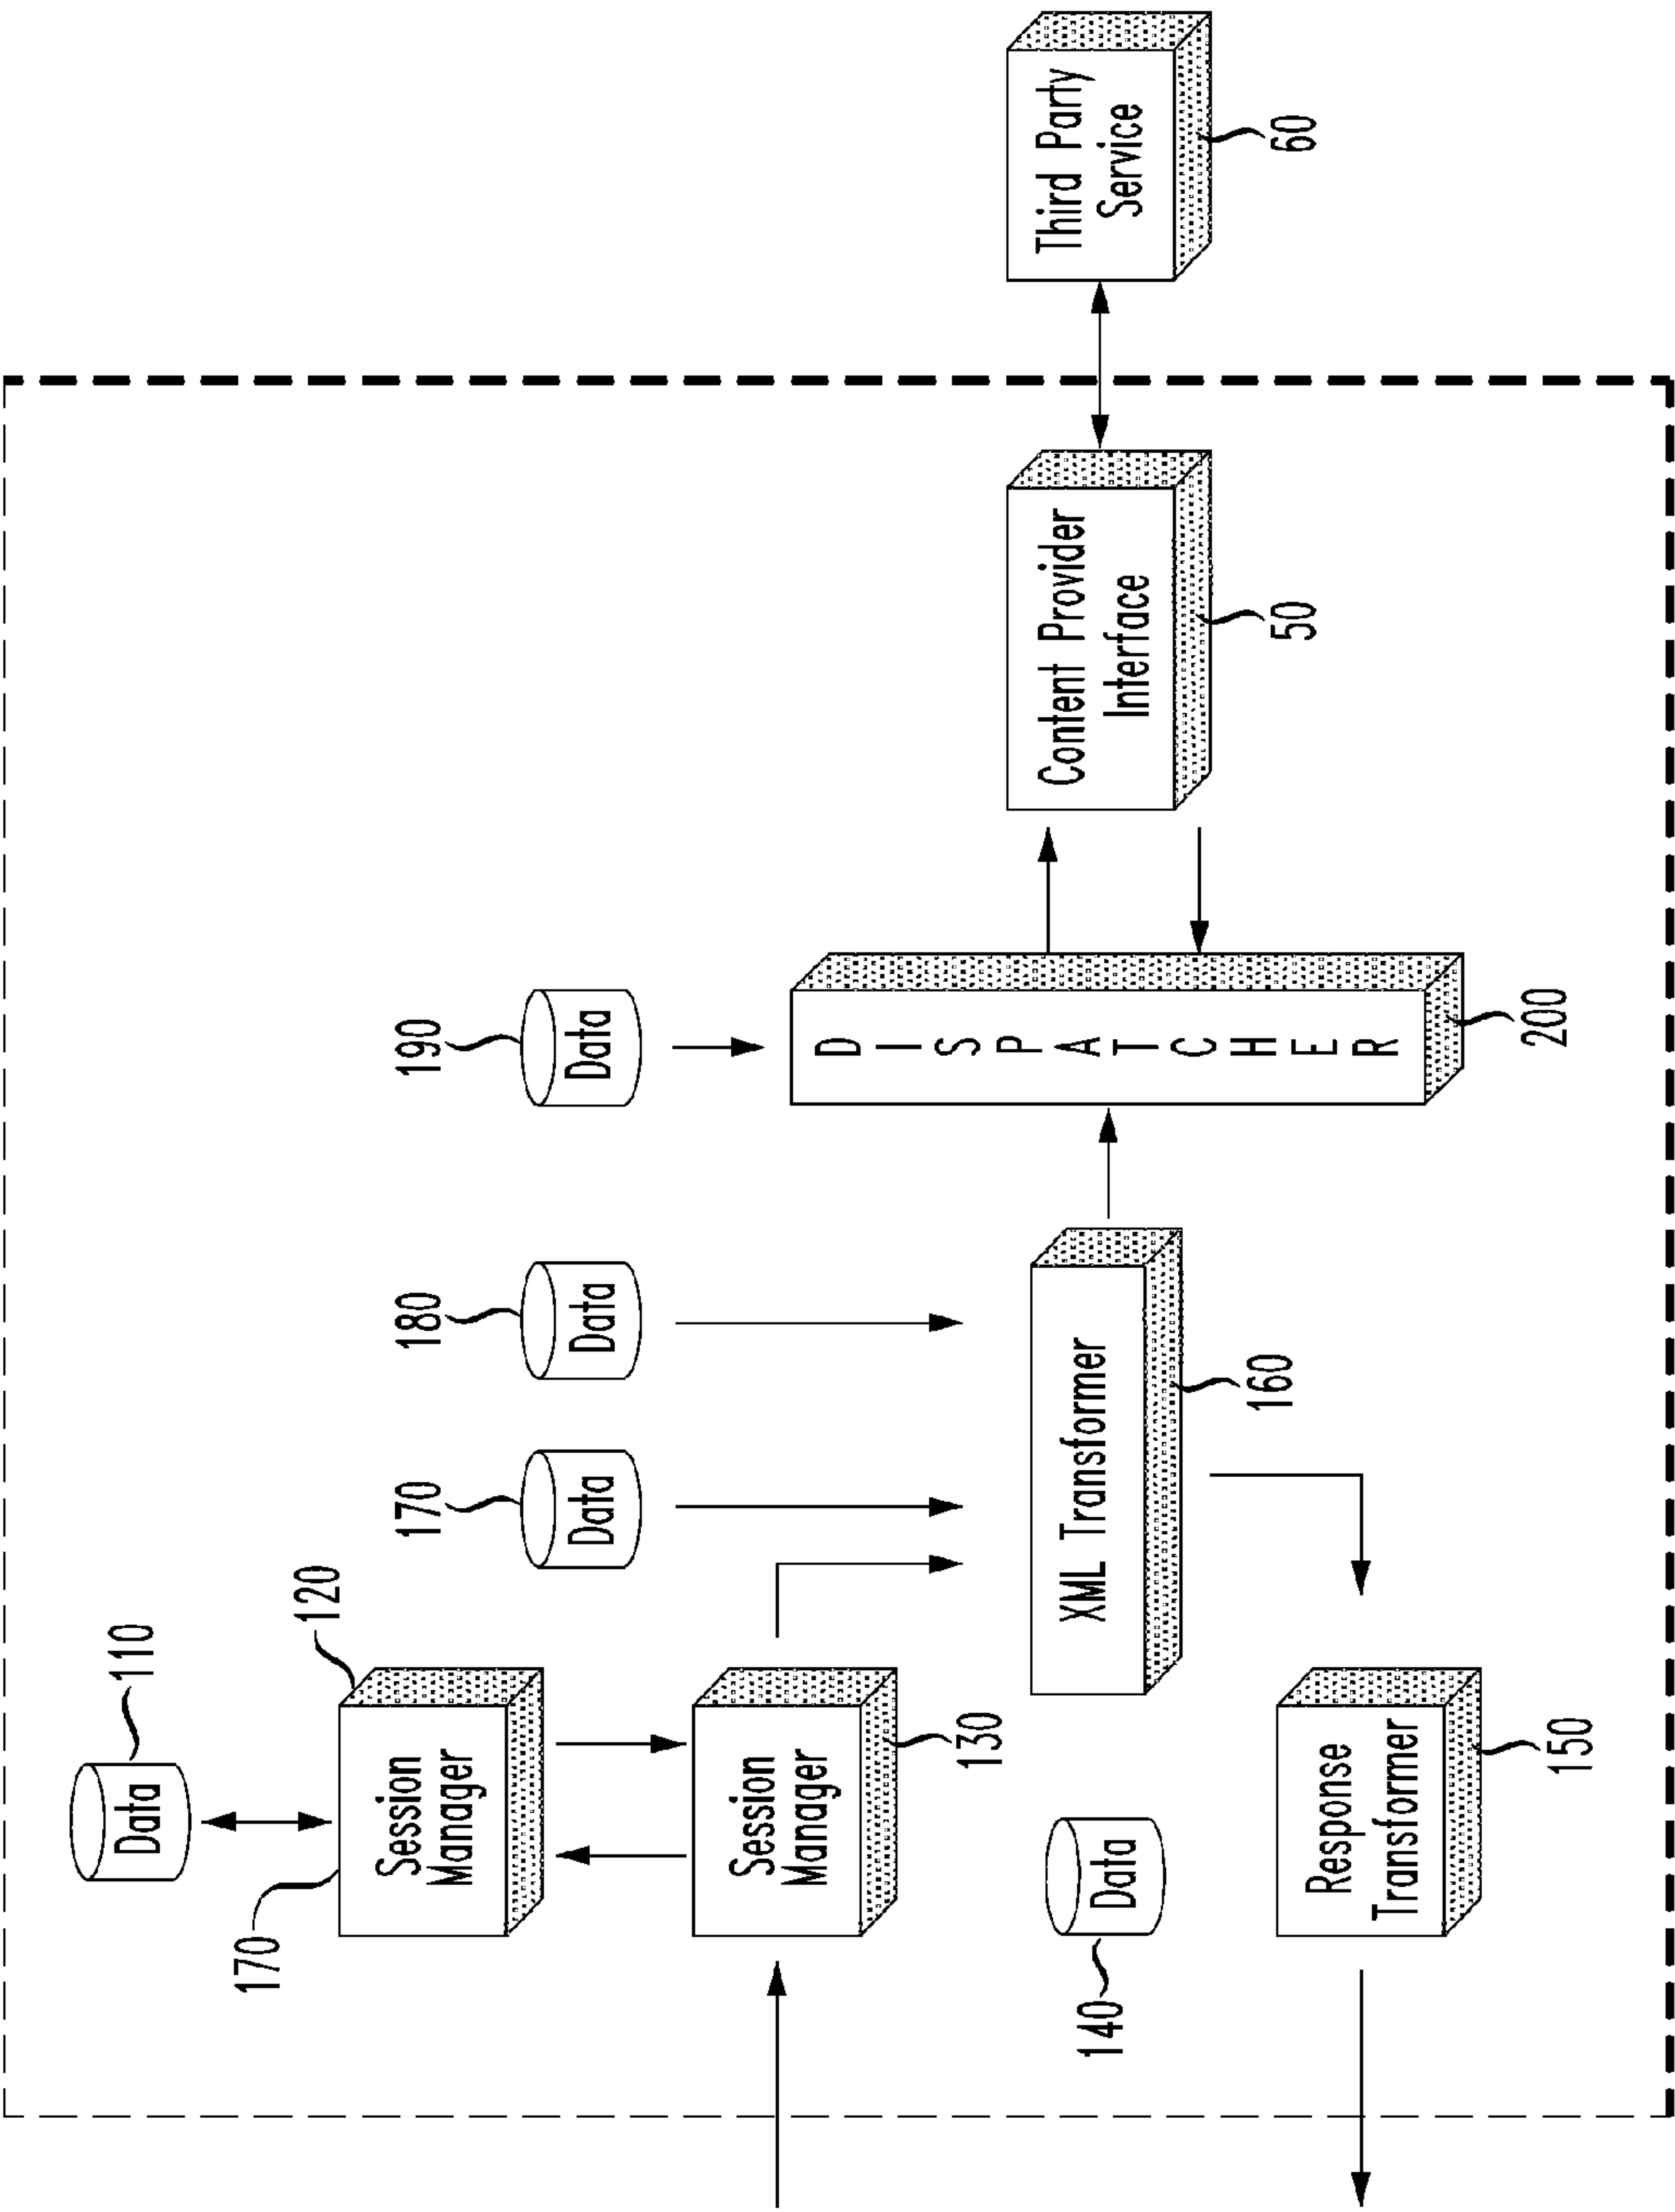 110
Data
170
120
Session
Manager
170
180
190
Data
Data
Data
Session
Manager
130
D
I
S
P
A
T
C
H
E
R
200
Content Provider
Interface
50
Third Party
Service
60
140
Data
XML Transformer
160
Response
Transformer
150